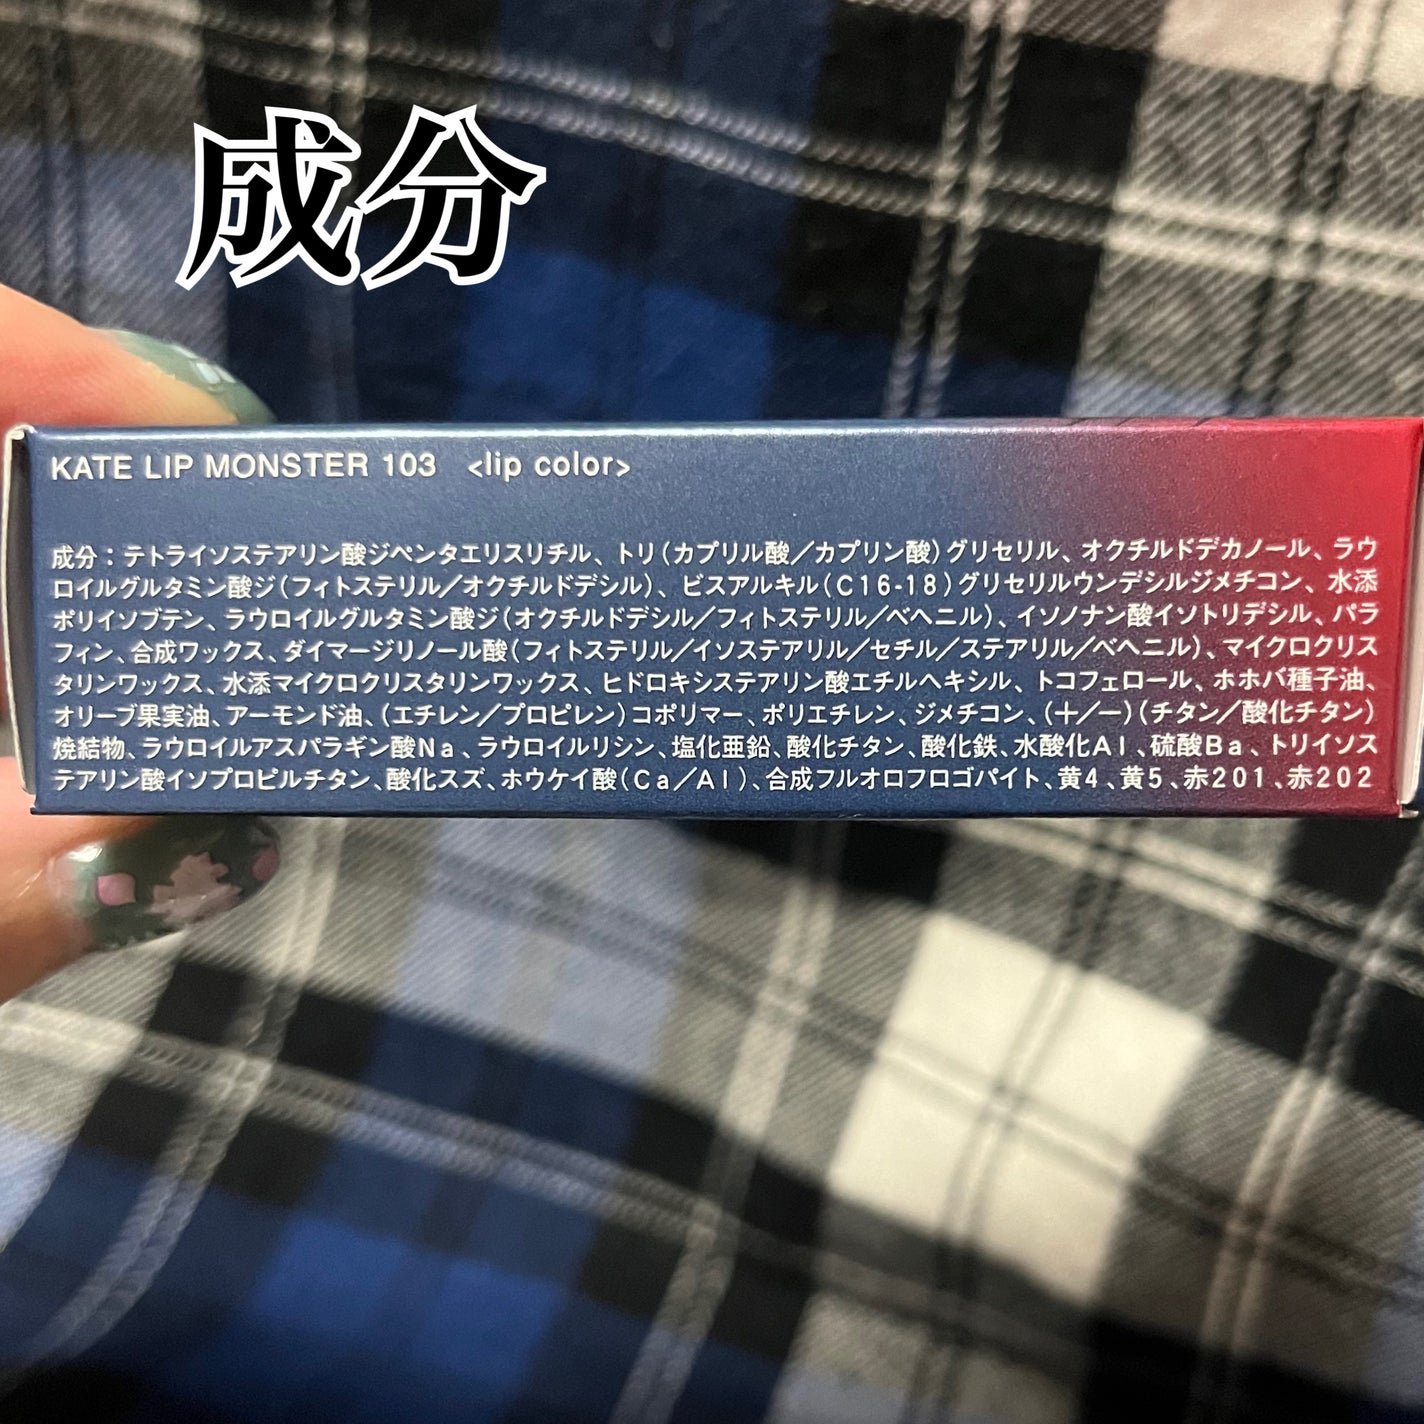 成分
KATE LIP MONSTER 103 <lip color>
成分：テトライソステアリン酸ジペンタエリスリチル、トリ(カプリル酸／カプリン酸)グリセリル、オクチルドデカノール、ラウ
ロイルグルタミン酸ジ(フィトステリル／オクチルドデシル)、ビスアルキル(C16-18)グリセリルウンデシルジメチコン、水添
ポリイソブテン、ラウロイルグルタミン酸ジ(オクチルドデシル／フィトステリル／ベヘニル)、イソノナン酸イソトリデシル、パラ
フィン、合成ワックス、ダイマージリノール酸(フィトステリル／イソステアリル／セチル／ステアリル／ベヘニル)、マイクロクリス
タリンワックス、水添マイクロクリスタリンワックス、ヒドロキシステアリン酸エチルヘキシル、トコフェロール、ホホバ種子油、
オリーブ果実油、アーモンド油、(エチレン／プロピレン)コポリマー、ポリエチレン、ジメチコン、(＋／－)(チタン／酸化チタン)
焼結物、ラウロイルアスパラギン酸Na、ラウロイルリシン、塩化亜鉛、酸化チタン、酸化鉄、水酸化Al、硫酸Ba、トリイソス
テアリン酸イソプロピルチタン、酸化スズ、ホウケイ酸(Ca／Al)、合成フルオロフロゴパイト、黄4、黄5、赤201、赤202